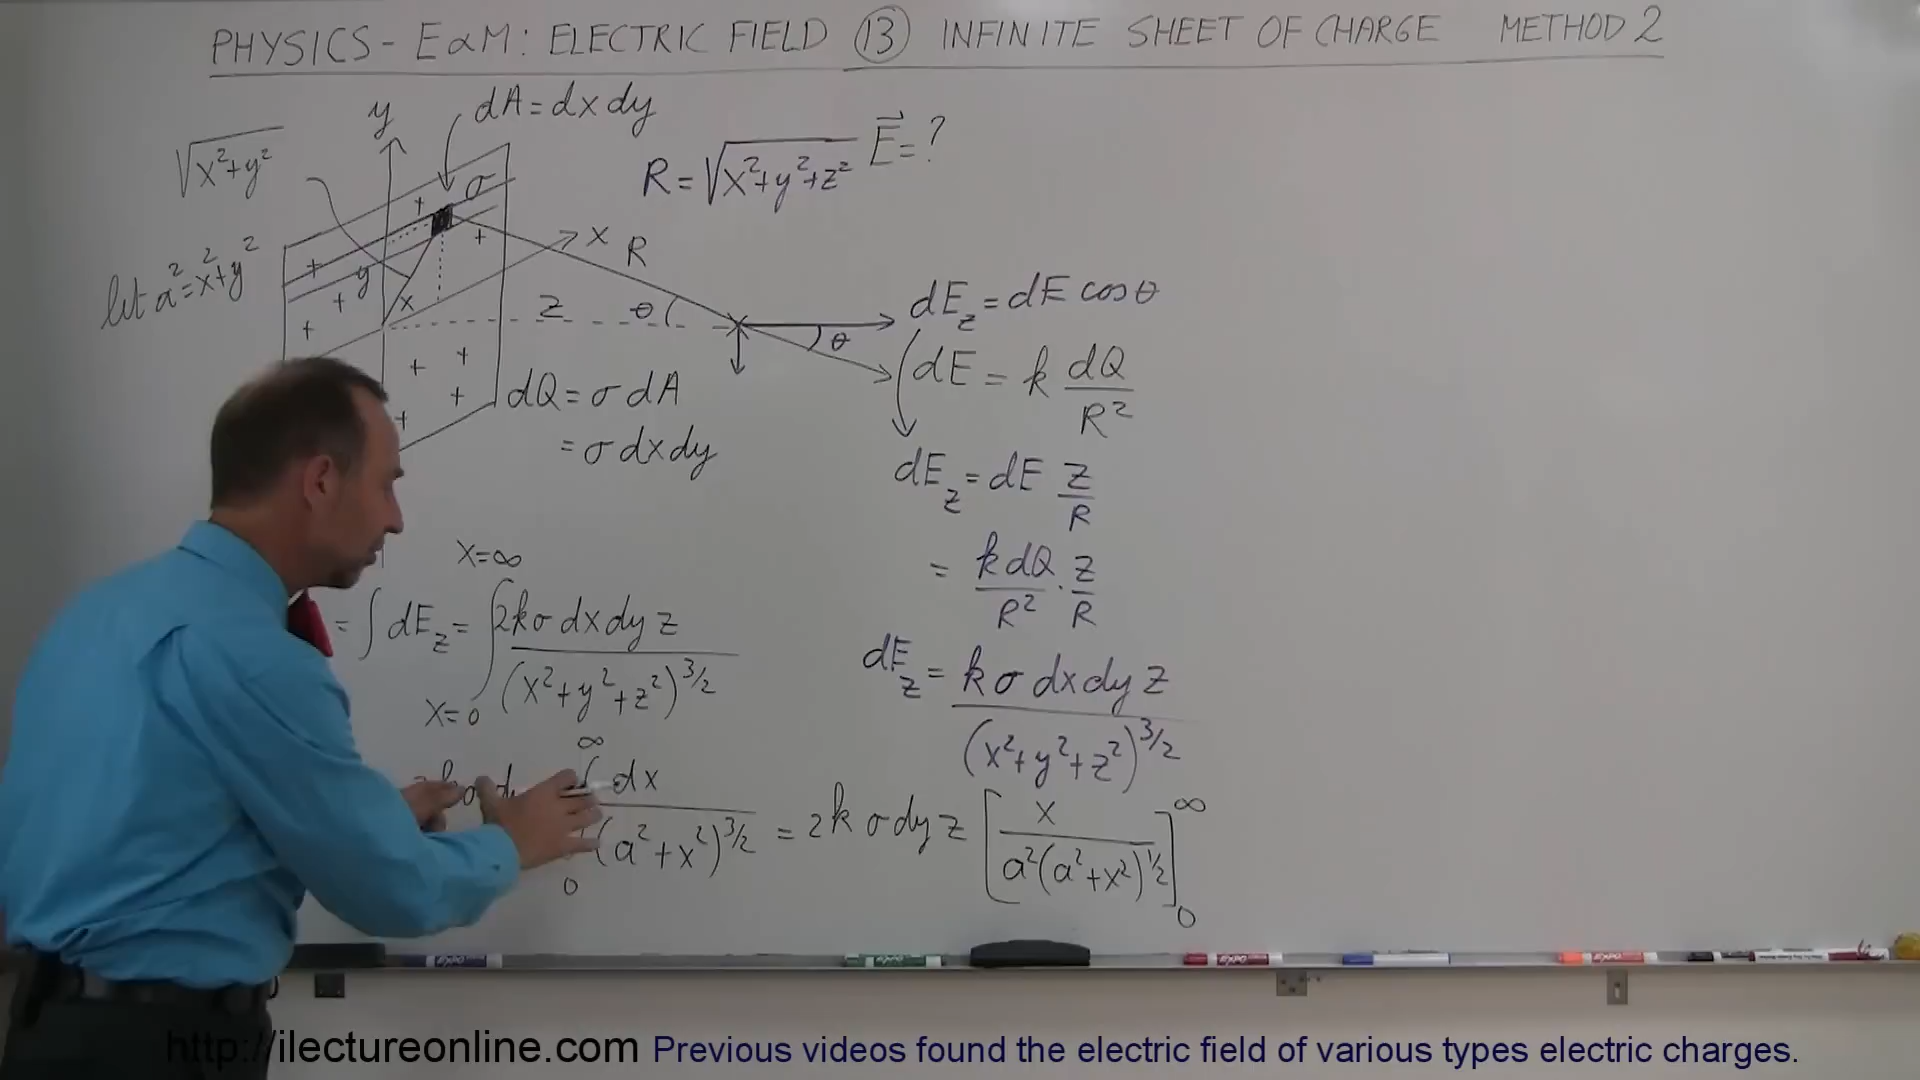 PHYSICS - E&M: ELECTRIC FIELD 13 INFINITE SHEET OF CHARGE METHOD 2
y
dA = dx dy
√x²+y²
R = √x²+y²+z²
E⃗ = ?
σ
x
R
let a² = x²+y²
y
x
z
θ
θ
dE_z = dE cos θ
dE = k dQ/R²
dQ = σ dA
= σ dx dy
dE_z = dE z/R
= k dQ/R² · z/R
x=∞
= ∫ dE_z = ∫ 2kσ dx dy z/(x²+y²+z²)^3/2
x=0
dE_z = kσ dx dy z/(x²+y²+z²)^3/2
∞
dx/(a²+x²)^3/2 = 2kσ dy z [x/a²(a²+x²)^1/2]
∞
0
0
http://ilectureonline.com Previous videos found the electric field of various types electric charges.